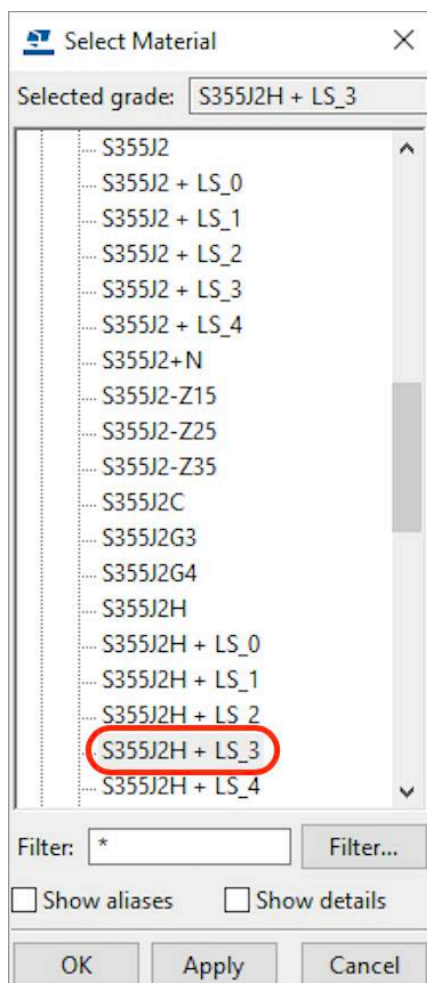 Select Material
Selected grade: S355J2H + LS_3
S355J2
S355J2 + LS_0
S355J2 + LS_1
S355J2 + LS_2
S355J2 + LS_3
S355J2 + LS_4
S355J2+N
S355J2-Z15
S355J2-Z25
S355J2-Z35
S355J2C
S355J2G3
S355J2G4
S355J2H
S355J2H + LS_0
S355J2H + LS_1
S355J2H + LS_2
S355J2H + LS_3
S355J2H + LS_4
Filter: * Filter...
Show aliases Show details
OK Apply Cancel